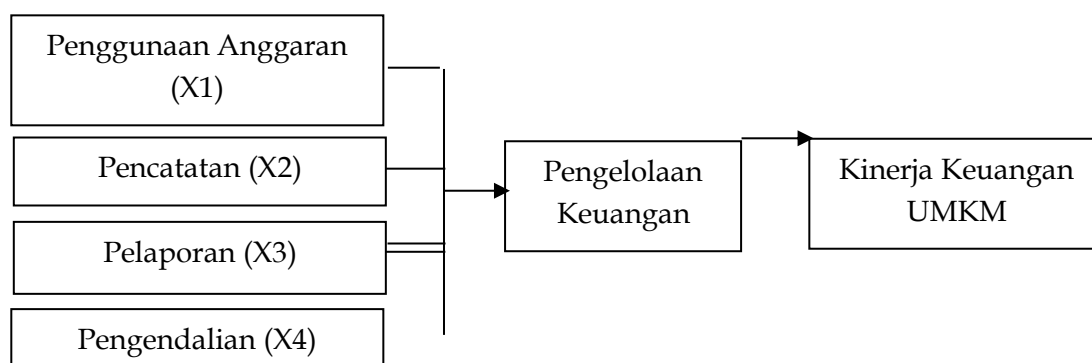 Penggunaan Anggaran
(X1)
Pencatatan (X2)
Pelaporan (X3)
Pengendalian (X4)
Pengelolaan
Keuangan
Kinerja Keuangan
UMKM